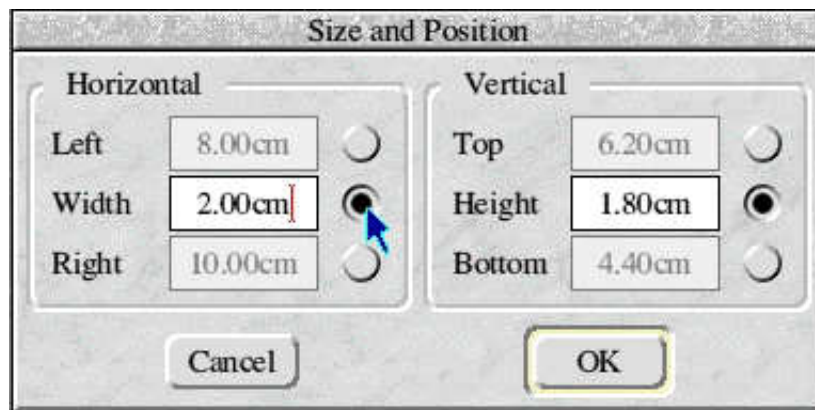 Size and Position
Horizontal
Left 8.00cm
Width 2.00cm
Right 10.00cm
Vertical
Top 6.20cm
Height 1.80cm
Bottom 4.40cm
Cancel
OK